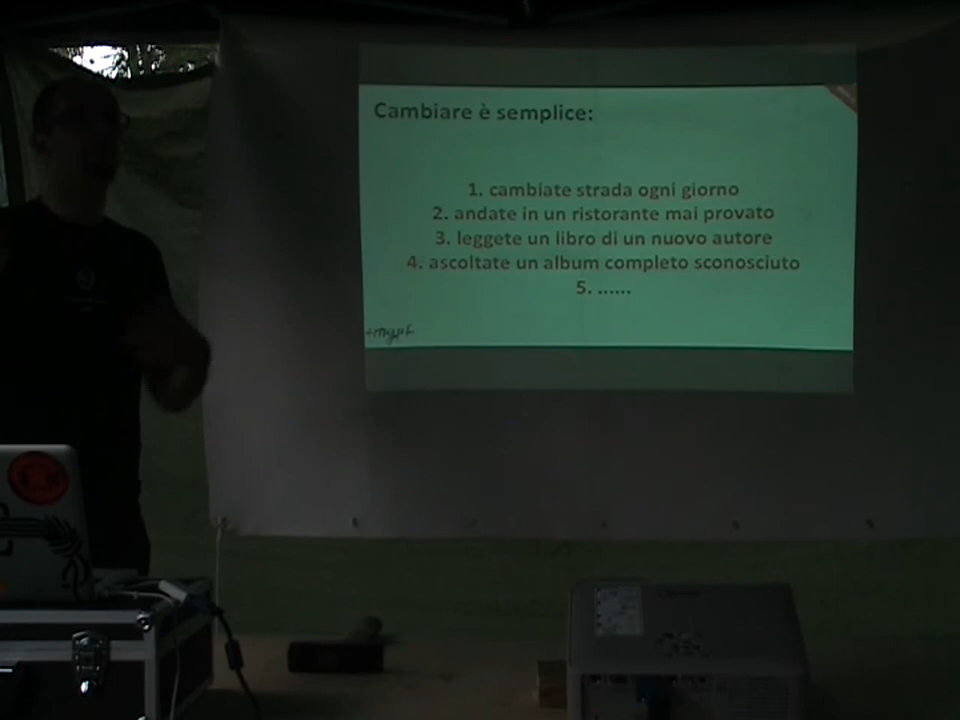 Cambiare è semplice:
1. cambiate strada ogni giorno
2. andate in un ristorante mai provato
3. leggete un libro di un nuovo autore
4. ascoltate un album completo sconosciuto
5. ......